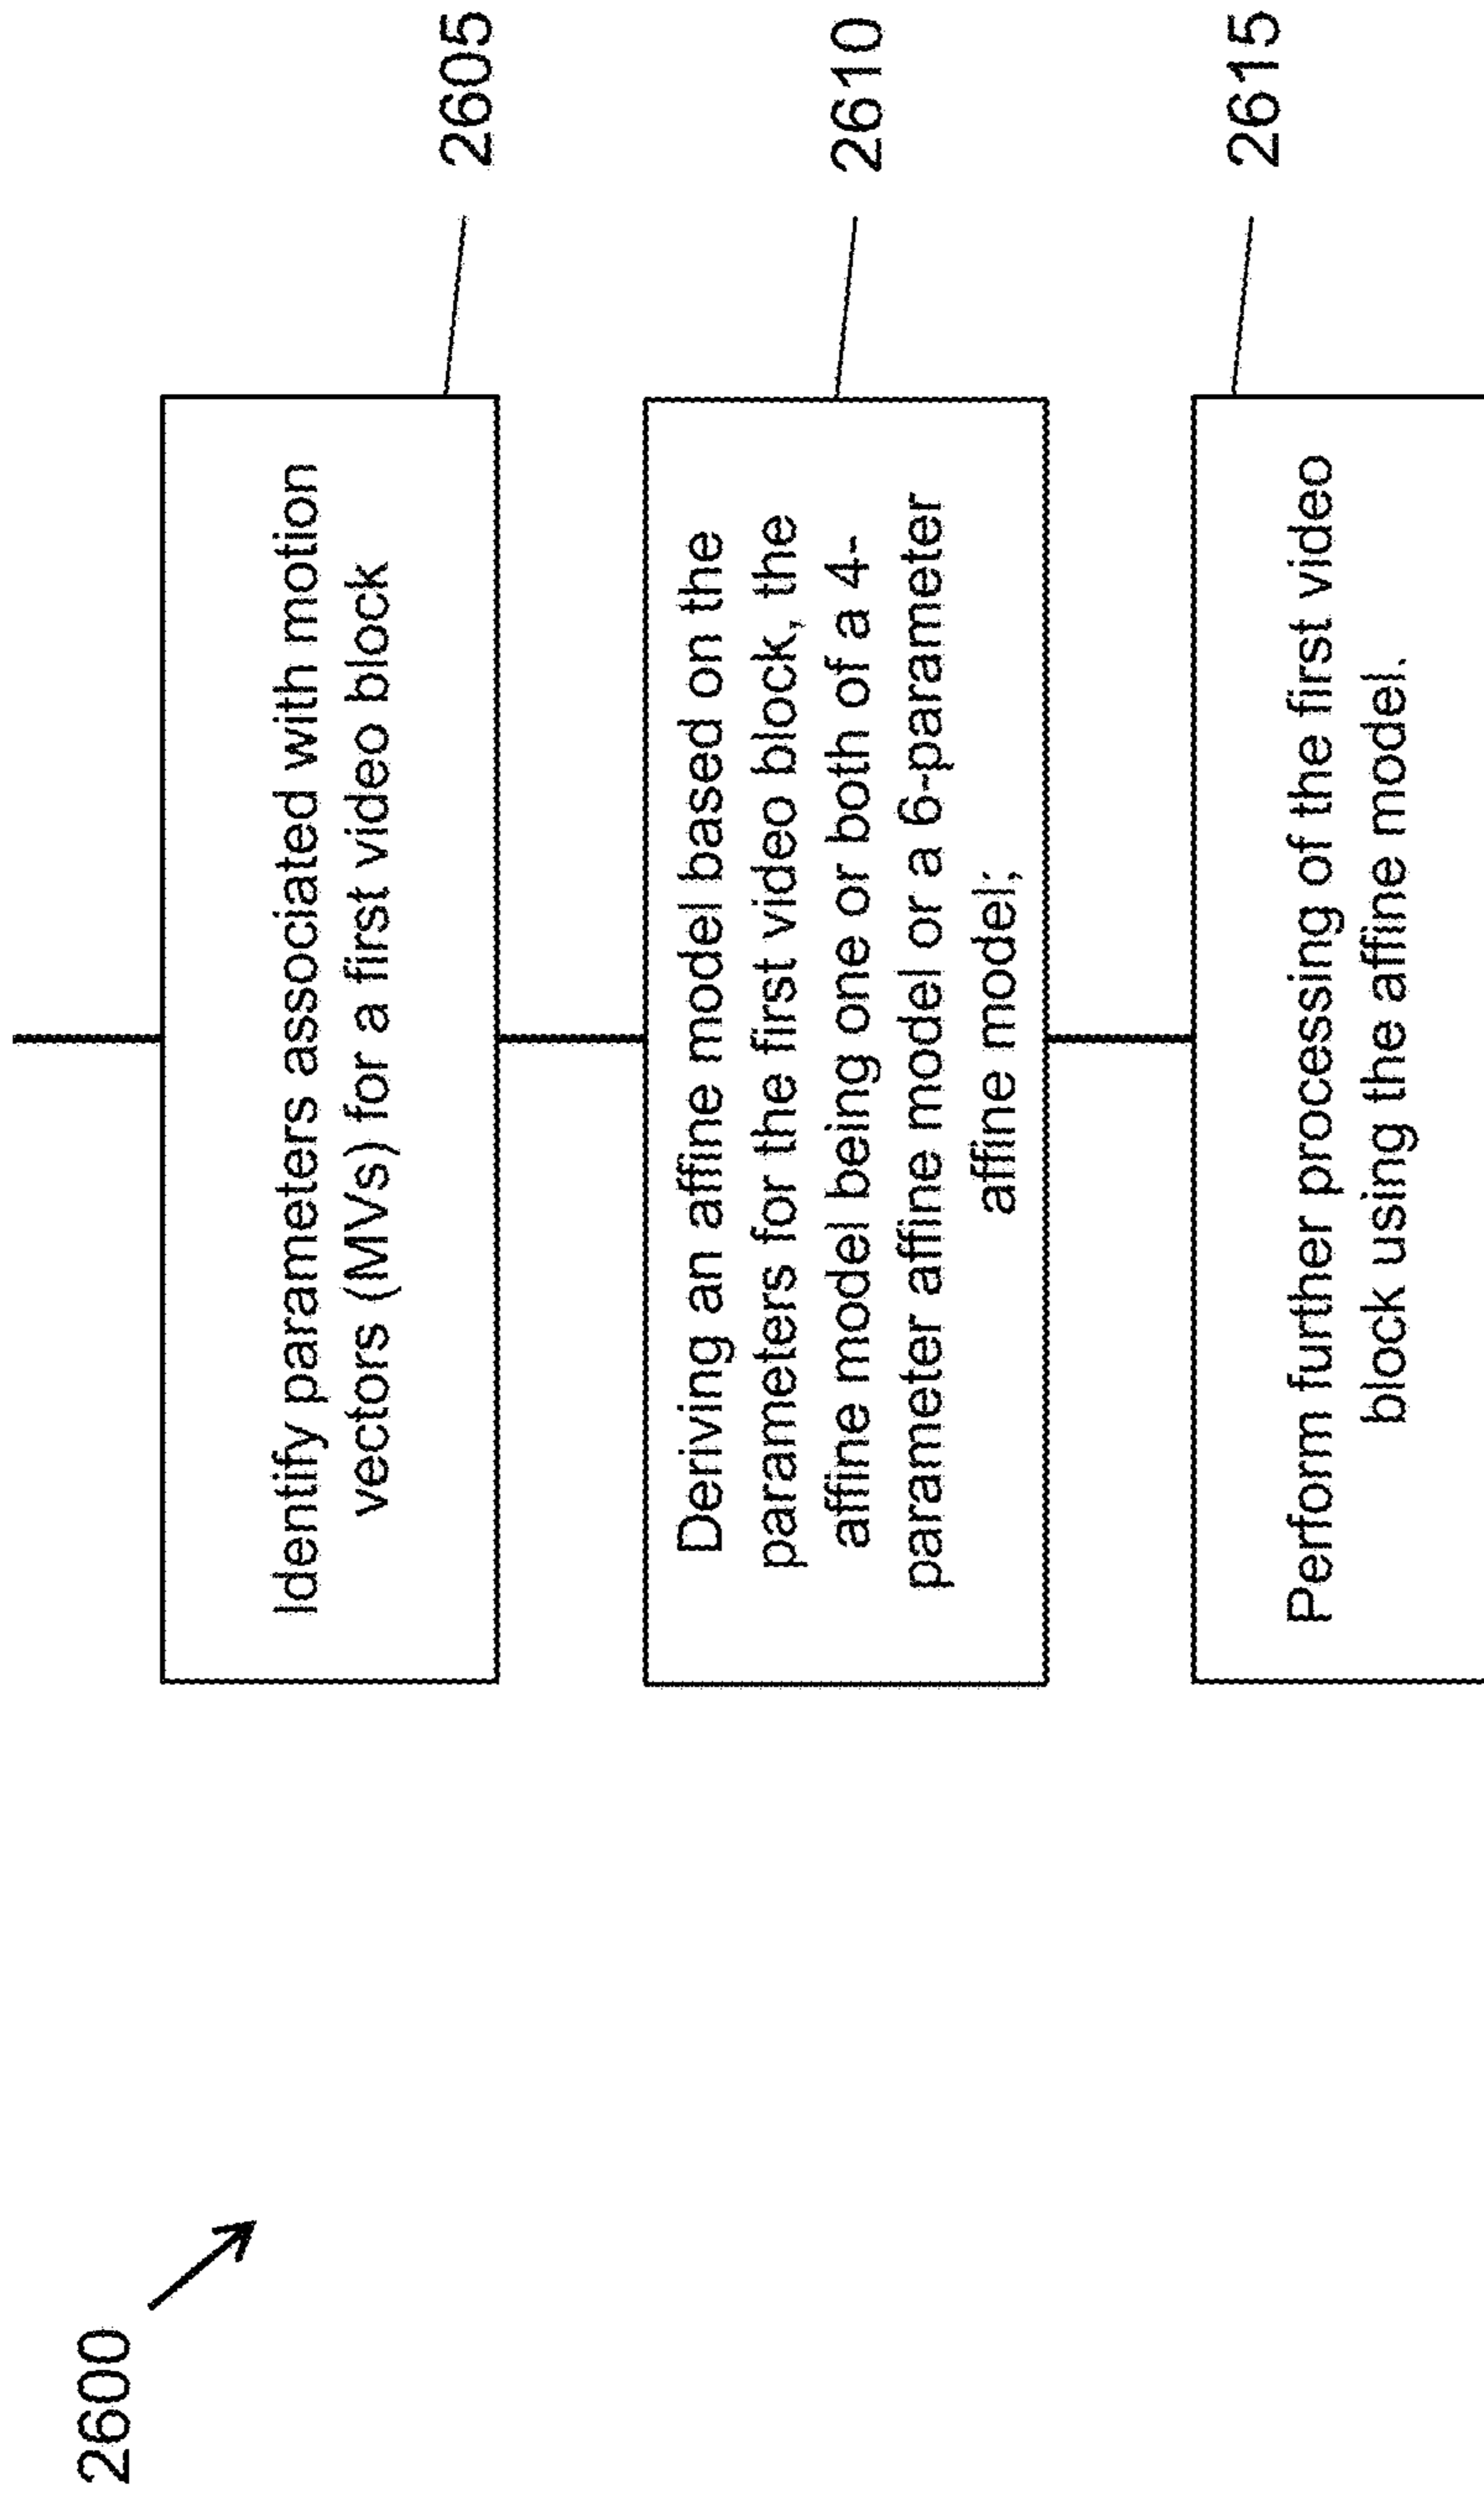 2600
Identify parameters associated with motion
vectors (MVs) for a first video block
2605
Deriving an affine model based on the
parameters for the first video block, the
affine model being one or both of a 4-
parameter affine model or a 6-parameter
affine model;
2610
Perform further processing of the first video
block using the affine model.
2615